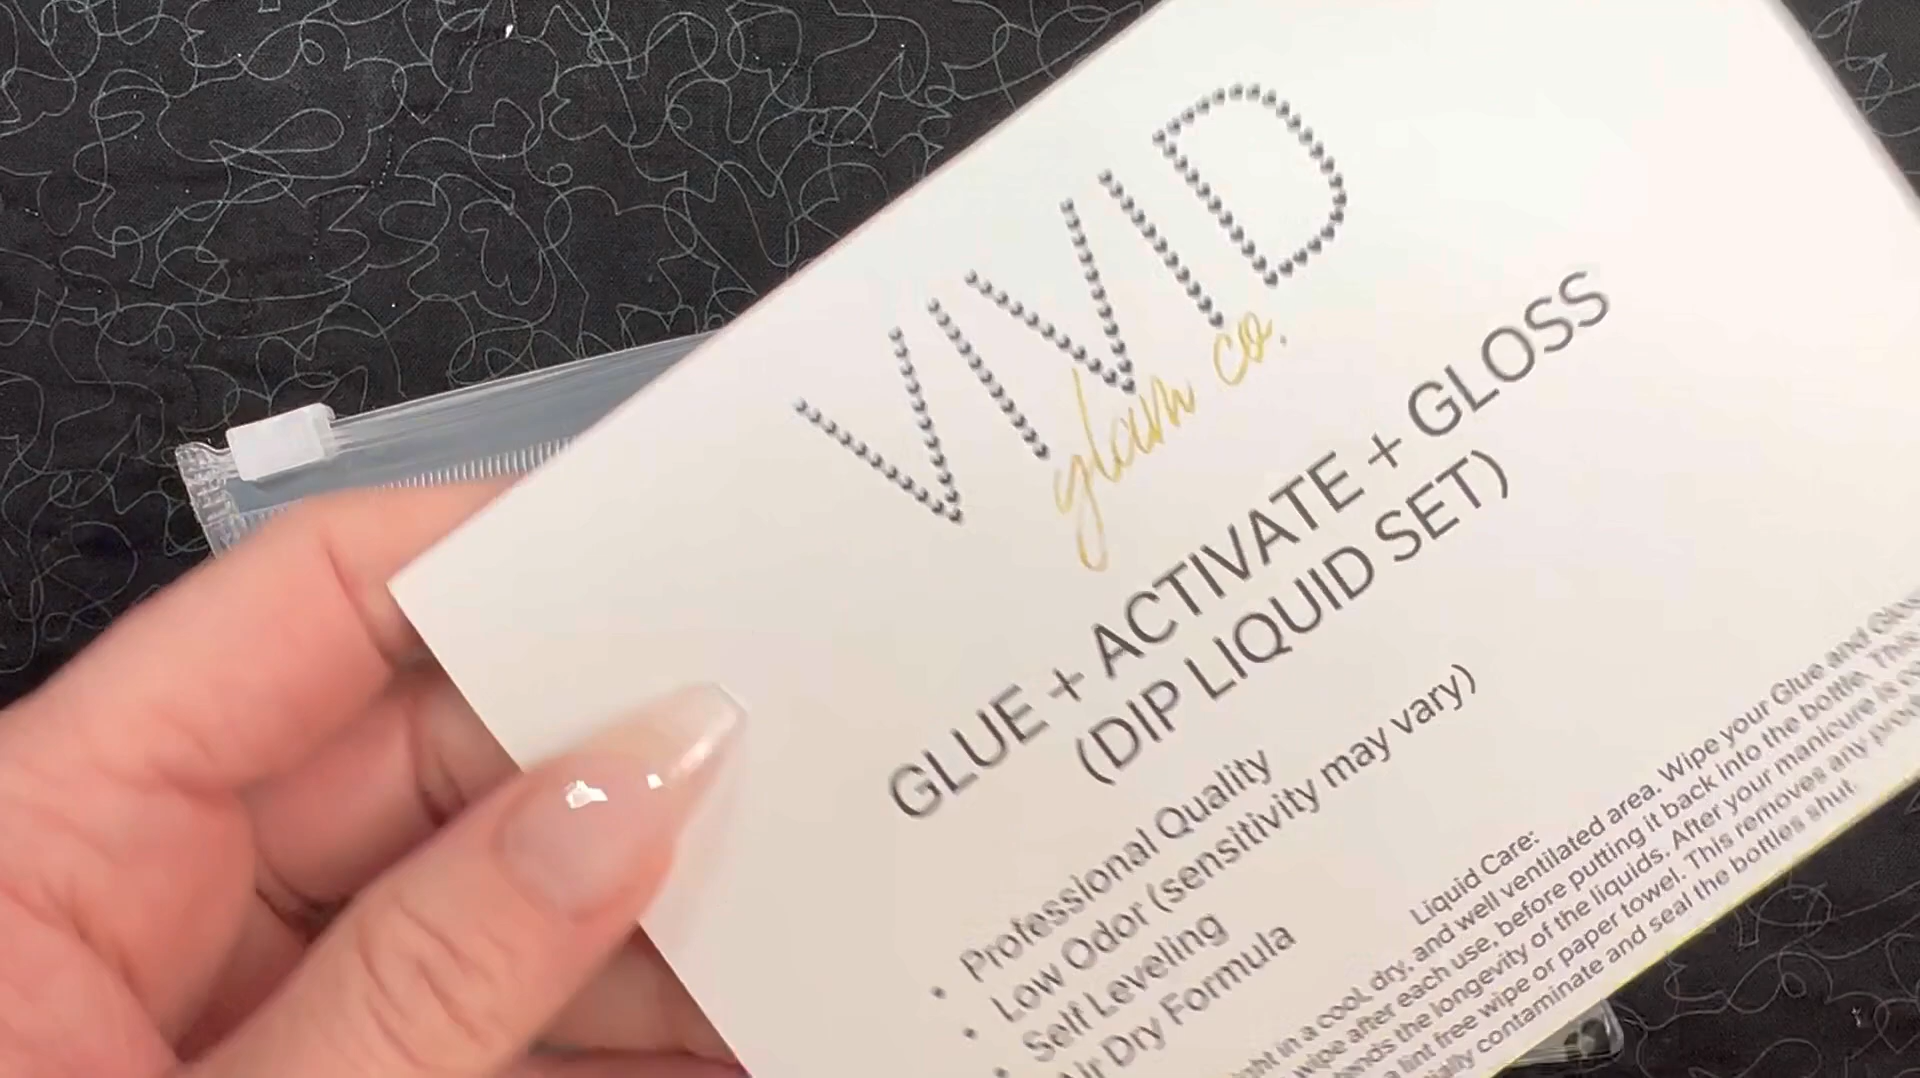 VIVID
glam co.
GLUE + ACTIVATE + GLOSS
(DIP LIQUID SET)
• Professional Quality
• Low Odor (sensitivity may vary)
• Self Leveling
Dry Formula
Liquid Care:
in a cool, dry, and well ventilated area. Wipe your Glue and
wipe after each use, before putting it back into the bottle. This
the longevity of the liquids. After your manicure is
a lint free wipe or paper towel. This removes any
contaminate and seal the bottles shut.